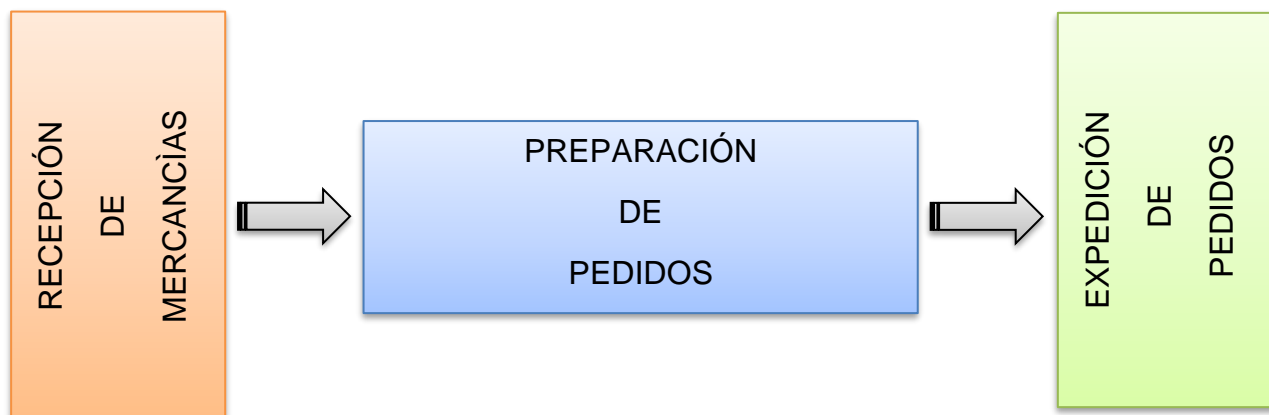 RECEPCIÓN
DE
MERCANCÌAS
PREPARACIÓN
DE
PEDIDOS
EXPEDICIÓN
DE
PEDIDOS